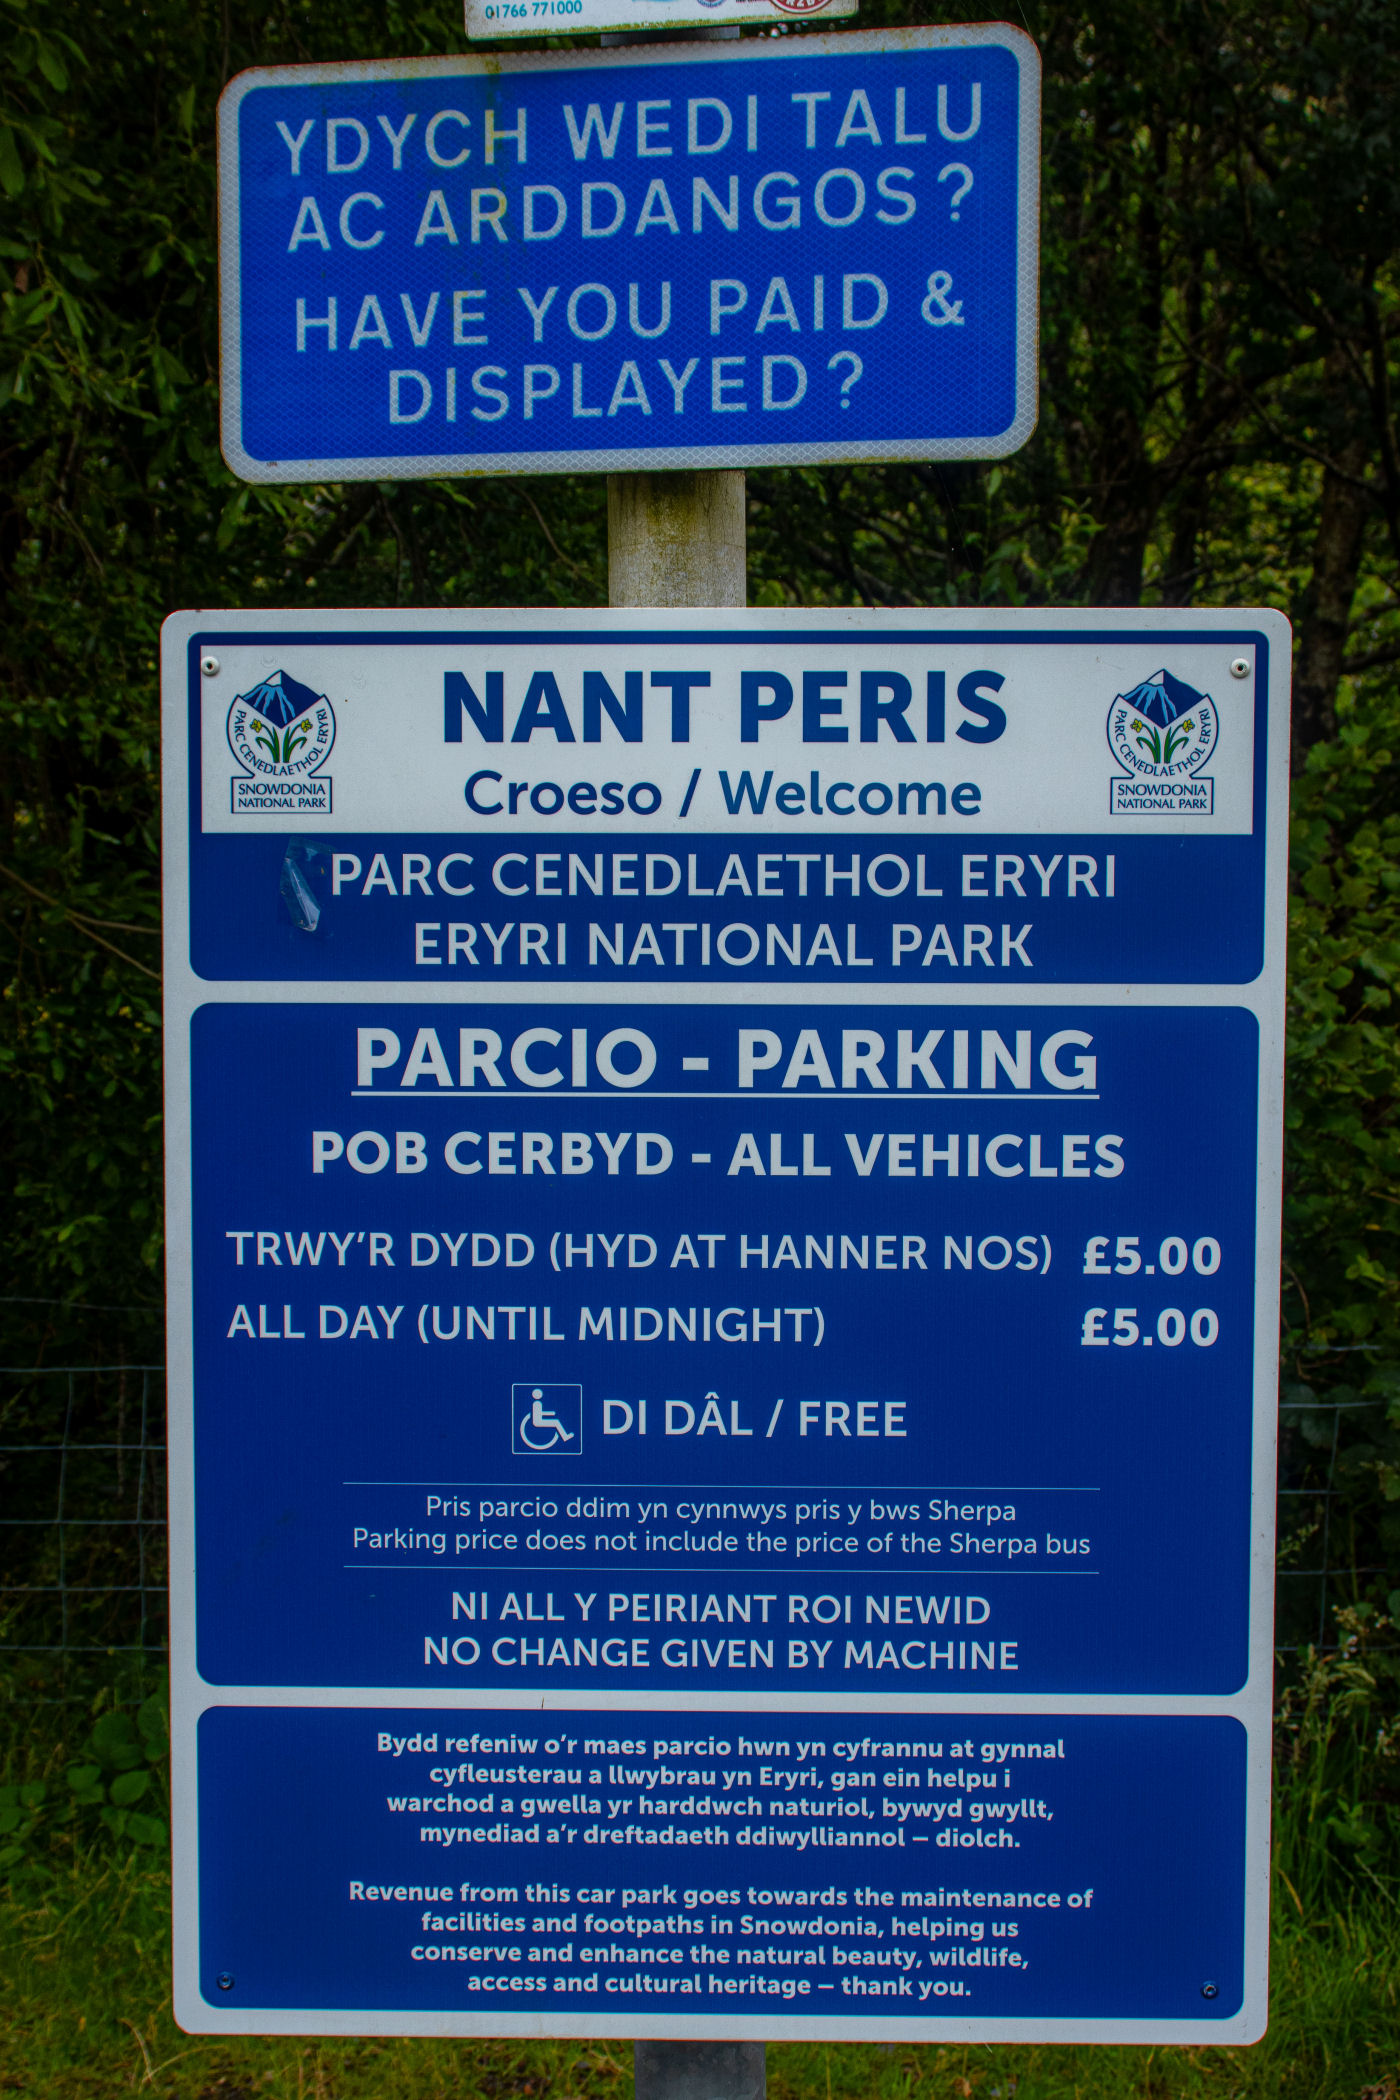 01766 771000
YDYCH WEDI TALU
AC ARDDANGOS?
HAVE YOU PAID &
DISPLAYED?
NANT PERIS
Croeso / Welcome
PARC CENEDLAETHOL ERYRI
SNOWDONIA
NATIONAL PARK
PARC CENEDLAETHOL ERYRI
SNOWDONIA
NATIONAL PARK
PARC CENEDLAETHOL ERYRI
ERYRI NATIONAL PARK
PARCIO - PARKING
POB CERBYD - ALL VEHICLES
TRWY'R DYDD (HYD AT HANNER NOS) £5.00
ALL DAY (UNTIL MIDNIGHT) £5.00
DI DÂL / FREE
Pris parcio ddim yn cynnwys pris y bws Sherpa
Parking price does not include the price of the Sherpa bus
NI ALL Y PEIRIANT ROI NEWID
NO CHANGE GIVEN BY MACHINE
Bydd refeniw o'r maes parcio hwn yn cyfrannu at gynnal
cyfleusterau a llwybrau yn Eryri, gan ein helpu i
warchod a gwella yr harddwch naturiol, bywyd gwyllt,
mynediad a'r dreftadaeth ddiwylliannol – diolch.
Revenue from this car park goes towards the maintenance of
facilities and footpaths in Snowdonia, helping us
conserve and enhance the natural beauty, wildlife,
access and cultural heritage – thank you.